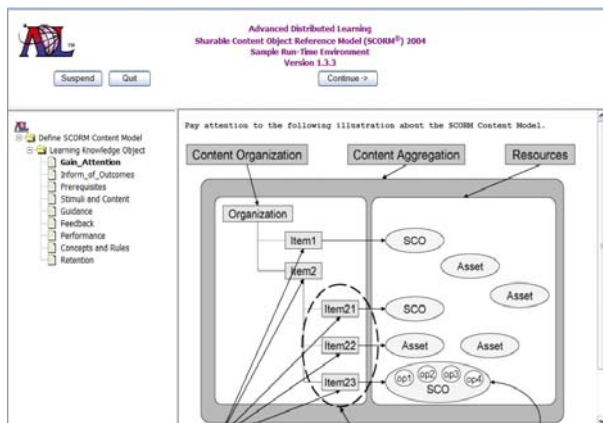 ADL
Advanced Distributed Learning
Sharable Content Object Reference Model (SCORM®) 2004
Sample Run-Time Environment
Version 1.3.3
Suspend
Quit
Continue ->
Define SCORM Content Model
Learning Knowledge Object
Gain_Attention
Inform_of_Outcomes
Prerequisites
Stimuli and Content
Guidance
Feedback
Performance
Concepts and Rules
Retention
Pay attention to the following illustration about the SCORM Content Model.
Content Organization
Content Aggregation
Resources
Organization
Item1
SCO
Item2
Asset
Asset
Item21
SCO
Item22
Asset
Asset
Item23
op1 op2 op3 op4
SCO